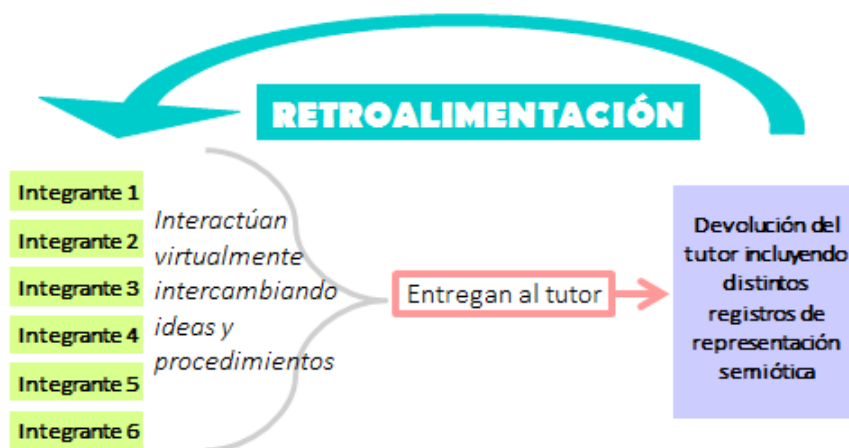 RETROALIMENTACIÓN
Integrante 1
Integrante 2
Integrante 3
Integrante 4
Integrante 5
Integrante 6
Interactúan
virtualmente
intercambiando
ideas y
procedimientos
Entregan al tutor
Devolución del
tutor incluyendo
distintos
registros de
representación
semiótica